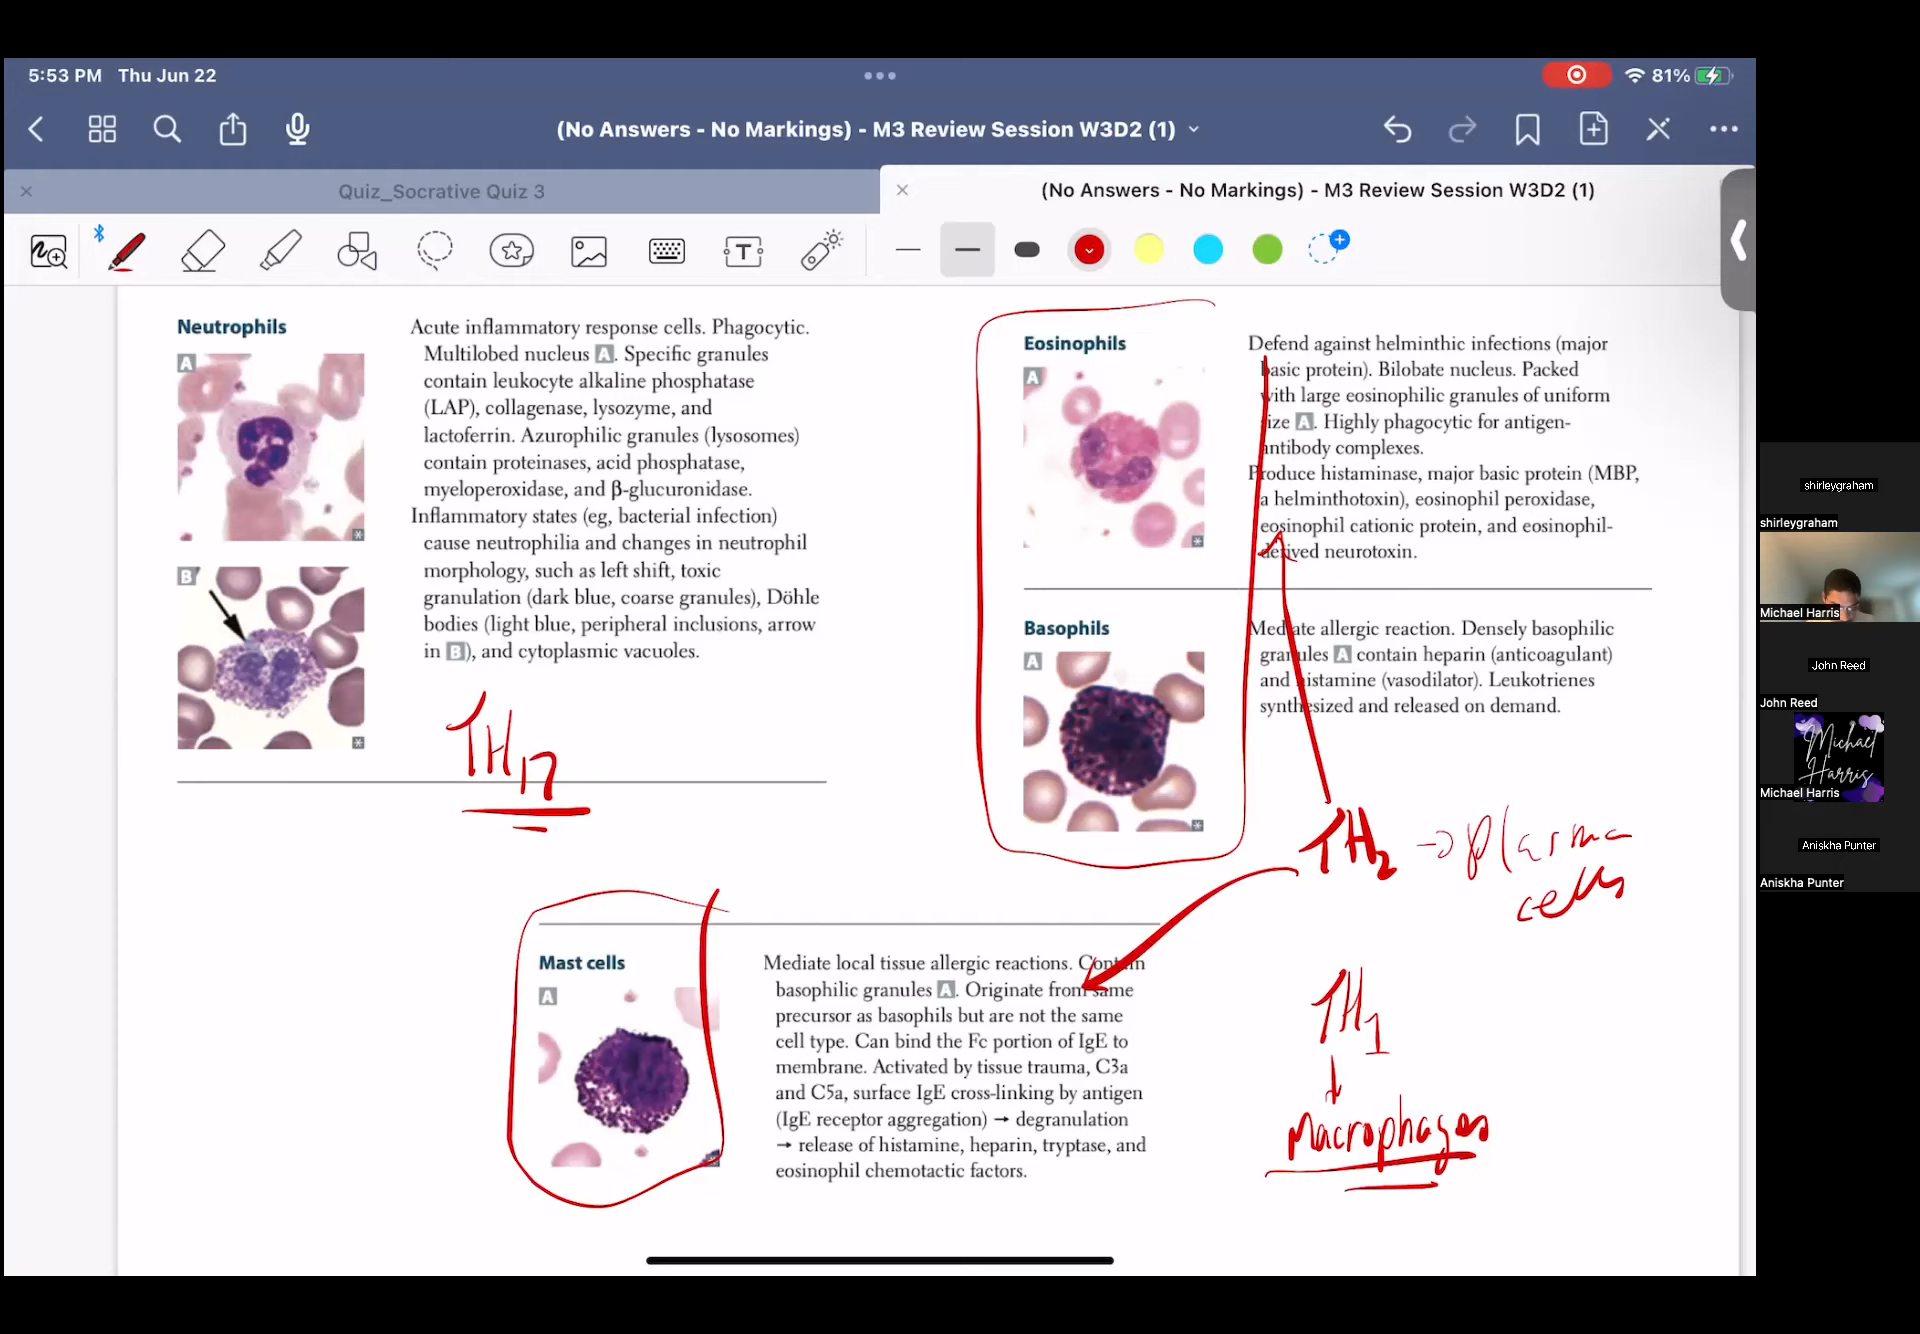 5:53 PM Thu Jun 22
81%
(No Answers - No Markings) - M3 Review Session W3D2 (1)
Quiz_Socrative Quiz 3
(No Answers - No Markings) - M3 Review Session W3D2 (1)
Neutrophils
A
B
Acute inflammatory response cells. Phagocytic.
Multilobed nucleus A. Specific granules
contain leukocyte alkaline phosphatase
(LAP), collagenase, lysozyme, and
lactoferrin. Azurophilic granules (lysosomes)
contain proteinases, acid phosphatase,
myeloperoxidase, and β-glucuronidase.
Inflammatory states (eg, bacterial infection)
cause neutrophilia and changes in neutrophil
morphology, such as left shift, toxic
granulation (dark blue, coarse granules), Döhle
bodies (light blue, peripheral inclusions, arrow
in B), and cytoplasmic vacuoles.
TH17
Eosinophils
A
Defend against helminthic infections (major
basic protein). Bilobate nucleus. Packed
with large eosinophilic granules of uniform
size A. Highly phagocytic for antigen-
antibody complexes.
Produce histaminase, major basic protein (MBP,
a helminthotoxin), eosinophil peroxidase,
eosinophil cationic protein, and eosinophil-
derived neurotoxin.
Basophils
A
Mediate allergic reaction. Densely basophilic
granules A contain heparin (anticoagulant)
and histamine (vasodilator). Leukotrienes
synthesized and released on demand.
TH2 → plasma
cells
Mast cells
A
Mediate local tissue allergic reactions. Contain
basophilic granules A. Originate from same
precursor as basophils but are not the same
cell type. Can bind the Fc portion of IgE to
membrane. Activated by tissue trauma, C3a
and C5a, surface IgE cross-linking by antigen
(IgE receptor aggregation) → degranulation
→ release of histamine, heparin, tryptase, and
eosinophil chemotactic factors.
TH1
↓
Macrophages
shirleygraham
shirleygraham
Michael Harris
John Reed
John Reed
Michael
Harris
Michael Harris
Aniskha Punter
Aniskha Punter